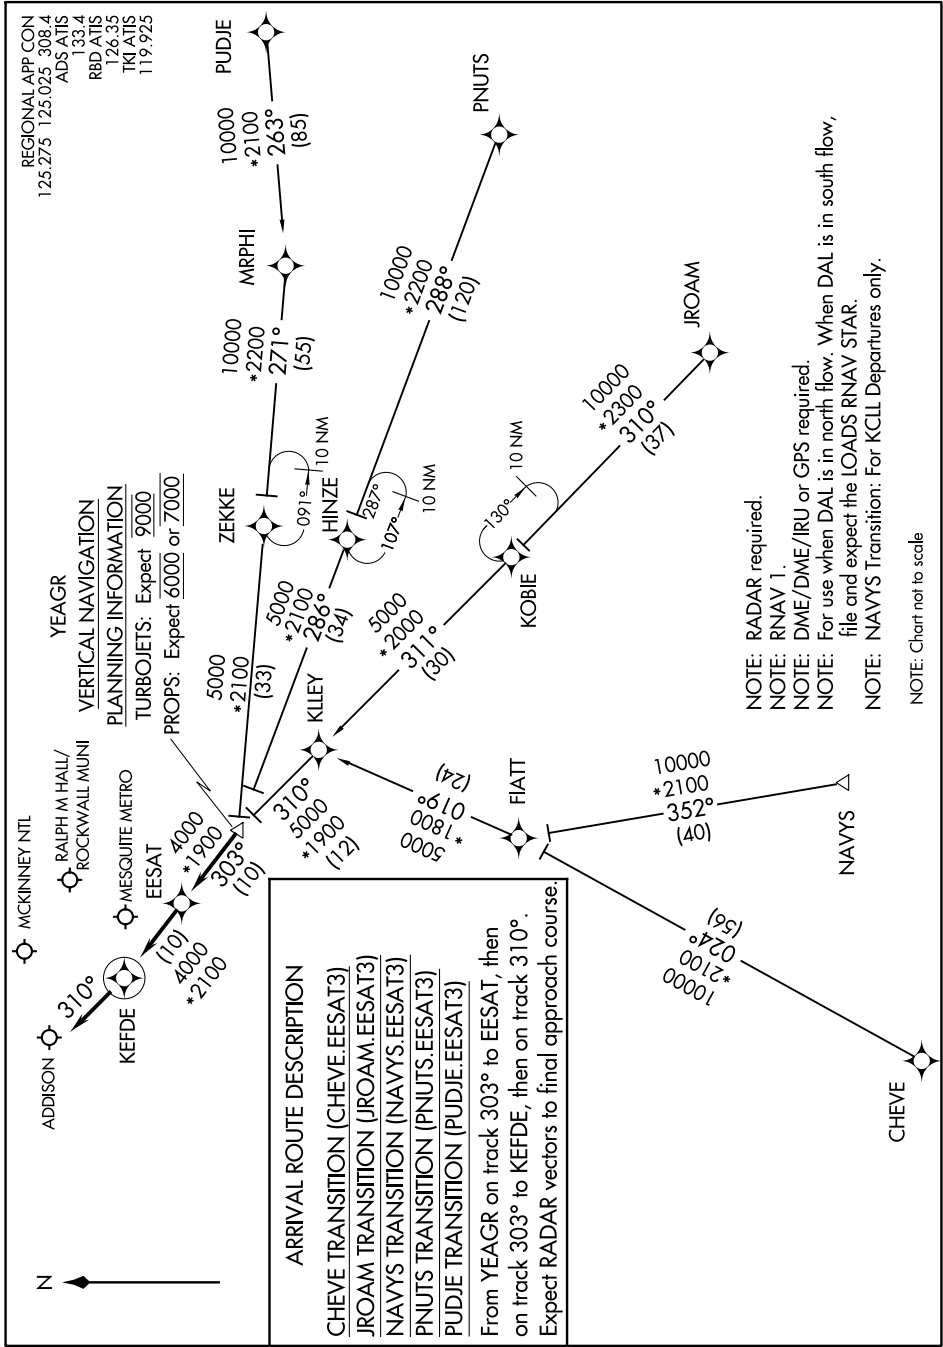 REGIONAL APP CON
125.275 125.025 308.4
ADS ATIS
133.4
RBD ATIS
126.35
TKI ATIS
119.925
YEAGR
VERTICAL NAVIGATION
PLANNING INFORMATION
TURBOJETS: Expect 9000
PROPS: Expect 6000 or 7000
MCKINNEY NTL
RALPH M HALL/
ROCKWALL MUNI
MESQUITE METRO
ADDISON
310°
KEFDE
(10)
4000
*2100
EESAT
4000
*1900
303°
(10)
5000
*2100
(33)
ZEKKE
091°
10 NM
10000
*2200
271°
(55)
MRPHI
10000
*2100
263°
(85)
PUDJE
5000
*2100
286°
(34)
HINZE
287°
107°
10 NM
10000
*2200
288°
(120)
PNUTS
310°
5000
*1900
(12)
KLLEY
5000
*2000
311°
(30)
KOBIE
130°
10 NM
10000
*2300
310°
(37)
JROAM
(24)
019°
*1800
5000
FIATT
10000
*2100
352°
(40)
NAVYS
(56)
024°
*2100
10000
CHEVE
N
ARRIVAL ROUTE DESCRIPTION
CHEVE TRANSITION (CHEVE.EESAT3)
JROAM TRANSITION (JROAM.EESAT3)
NAVYS TRANSITION (NAVYS.EESAT3)
PNUTS TRANSITION (PNUTS.EESAT3)
PUDJE TRANSITION (PUDJE.EESAT3)
From YEAGR on track 303° to EESAT, then
on track 303° to KEFDE, then on track 310°.
Expect RADAR vectors to final approach course.
NOTE: RADAR required.
NOTE: RNAV 1.
NOTE: DME/DME/IRU or GPS required.
NOTE: For use when DAL is in north flow. When DAL is in south flow,
file and expect the LOADS RNAV STAR.
NOTE: NAVYS Transition: For KCLL Departures only.
NOTE: Chart not to scale